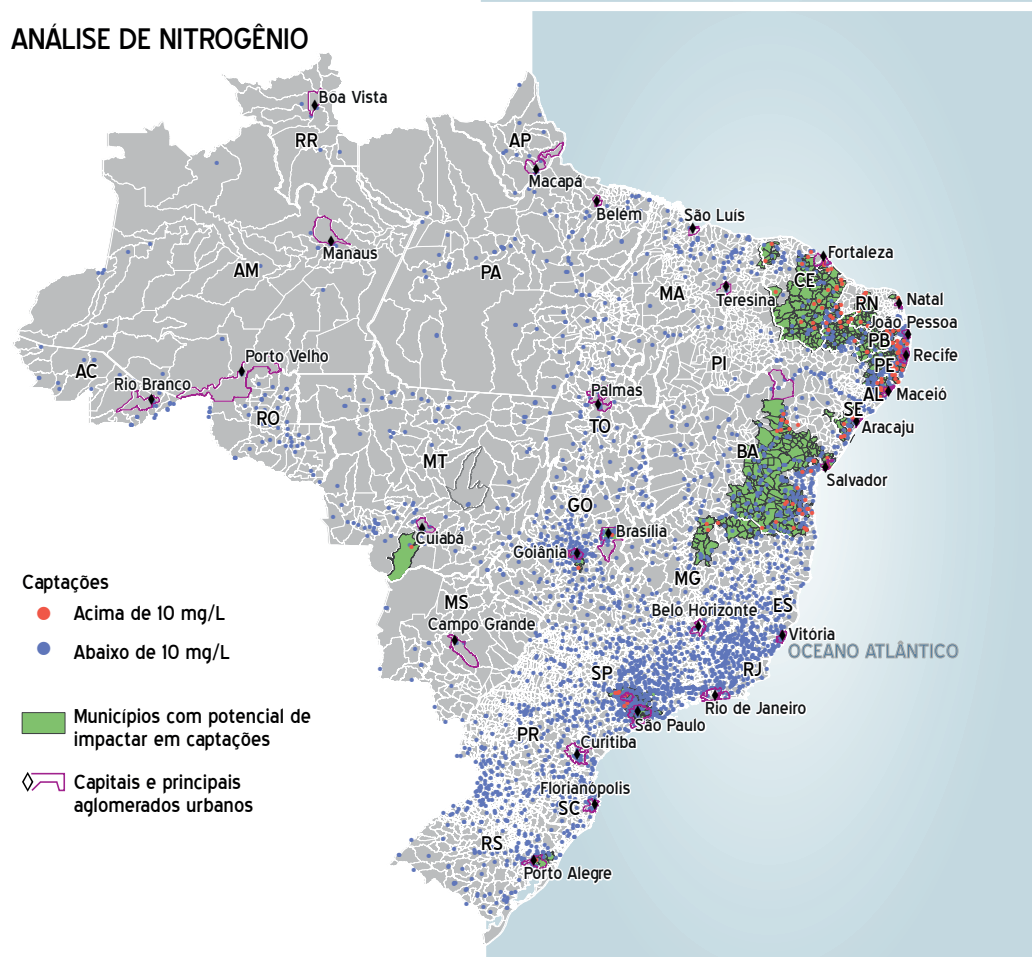 ANÁLISE DE NITROGÊNIO
Boa Vista
RR
AP
Macapá
Belém
São Luís
Manaus
Fortaleza
AM
PA
CE
MA
Teresina
RN
Natal
João Pessoa
PB
Recife
Porto Velho
PI
PE
AC
Rio Branco
Palmas
AL
Maceió
SE
RO
TO
Aracaju
BA
MT
Salvador
GO
Cuiabá
Brasília
Goiânia
Captações
MG
MS
Belo Horizonte
ES
Acima de 10 mg/L
Campo Grande
Vitória
Abaixo de 10 mg/L
OCEANO ATLÂNTICO
SP
RJ
Rio de Janeiro
São Paulo
Municípios com potencial de
impactar em captações
PR
Curitiba
Capitais e principais
aglomerados urbanos
Florianópolis
SC
RS
Porto Alegre